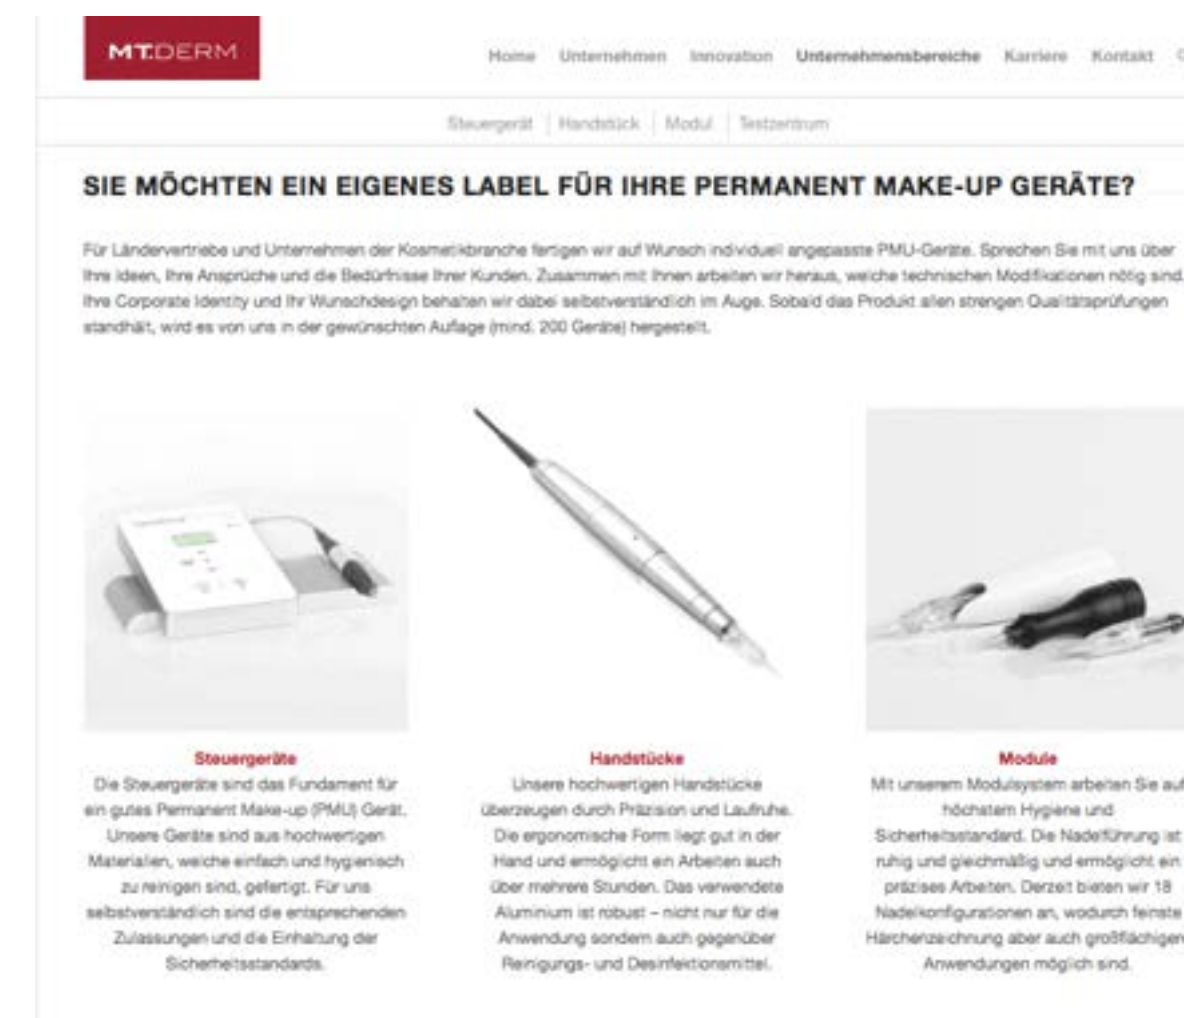 MT.DERM
Home Unternehmen Innovation Unternehmensbereiche Karriere Kontakt
Steuergerät Handstück Modul Testzentrum
SIE MÖCHTEN EIN EIGENES LABEL FÜR IHRE PERMANENT MAKE-UP GERÄTE?
Für Ländervertriebe und Unternehmen der Kosmetikbranche fertigen wir auf Wunsch individuell angepasste PMU-Geräte. Sprechen Sie mit uns über
Ihre Ideen, Ihre Ansprüche und die Bedürfnisse Ihrer Kunden. Zusammen mit Ihnen arbeiten wir heraus, welche technischen Modifikationen nötig sind.
Ihre Corporate Identity und Ihr Wunschdesign behalten wir dabei selbstverständlich im Auge. Sobald das Produkt allen strengen Qualitätsprüfungen
standhält, wird es von uns in der gewünschten Auflage (mind. 200 Geräte) hergestellt.
Steuergeräte
Die Steuergeräte sind das Fundament für
ein gutes Permanent Make-up (PMU) Gerät.
Unsere Geräte sind aus hochwertigen
Materialien, welche einfach und hygienisch
zu reinigen sind, gefertigt. Für uns
selbstverständlich sind die entsprechenden
Zulassungen und die Einhaltung der
Sicherheitsstandards.
Handstücke
Unsere hochwertigen Handstücke
überzeugen durch Präzision und Laufruhe.
Die ergonomische Form liegt gut in der
Hand und ermöglicht ein Arbeiten auch
über mehrere Stunden. Das verwendete
Aluminium ist robust – nicht nur für die
Anwendung sondern auch gegenüber
Reinigungs- und Desinfektionsmittel.
Module
Mit unserem Modulsystem arbeiten Sie auf
höchstem Hygiene und
Sicherheitsstandard. Die Nadelführung ist
ruhig und gleichmäßig und ermöglicht ein
präzises Arbeiten. Derzeit bieten wir 18
Nadelkonfigurationen an, wodurch feinste
Härchenzeichnung aber auch großflächigere
Anwendungen möglich sind.